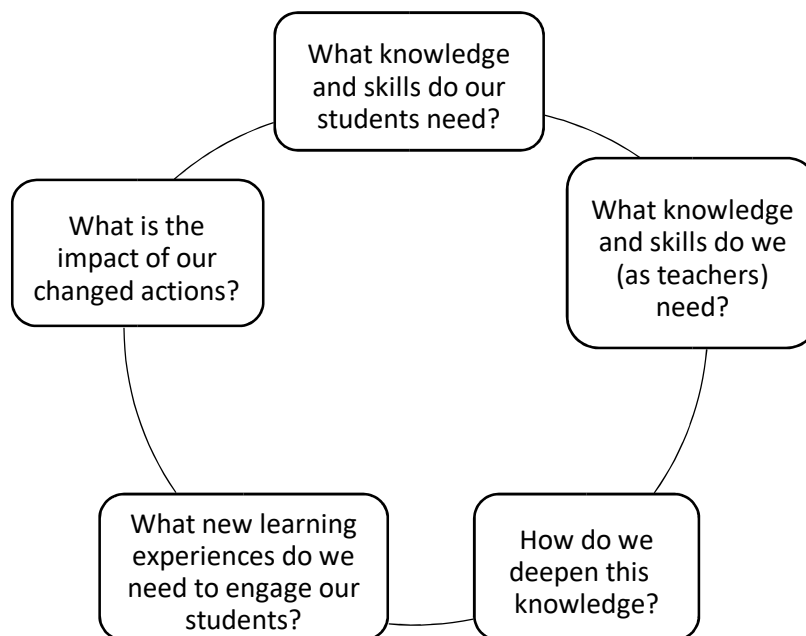 What knowledge
and skills do our
students need?
What knowledge
and skills do we
(as teachers)
need?
How do we
deepen this
knowledge?
What new learning
experiences do we
need to engage our
students?
What is the
impact of our
changed actions?